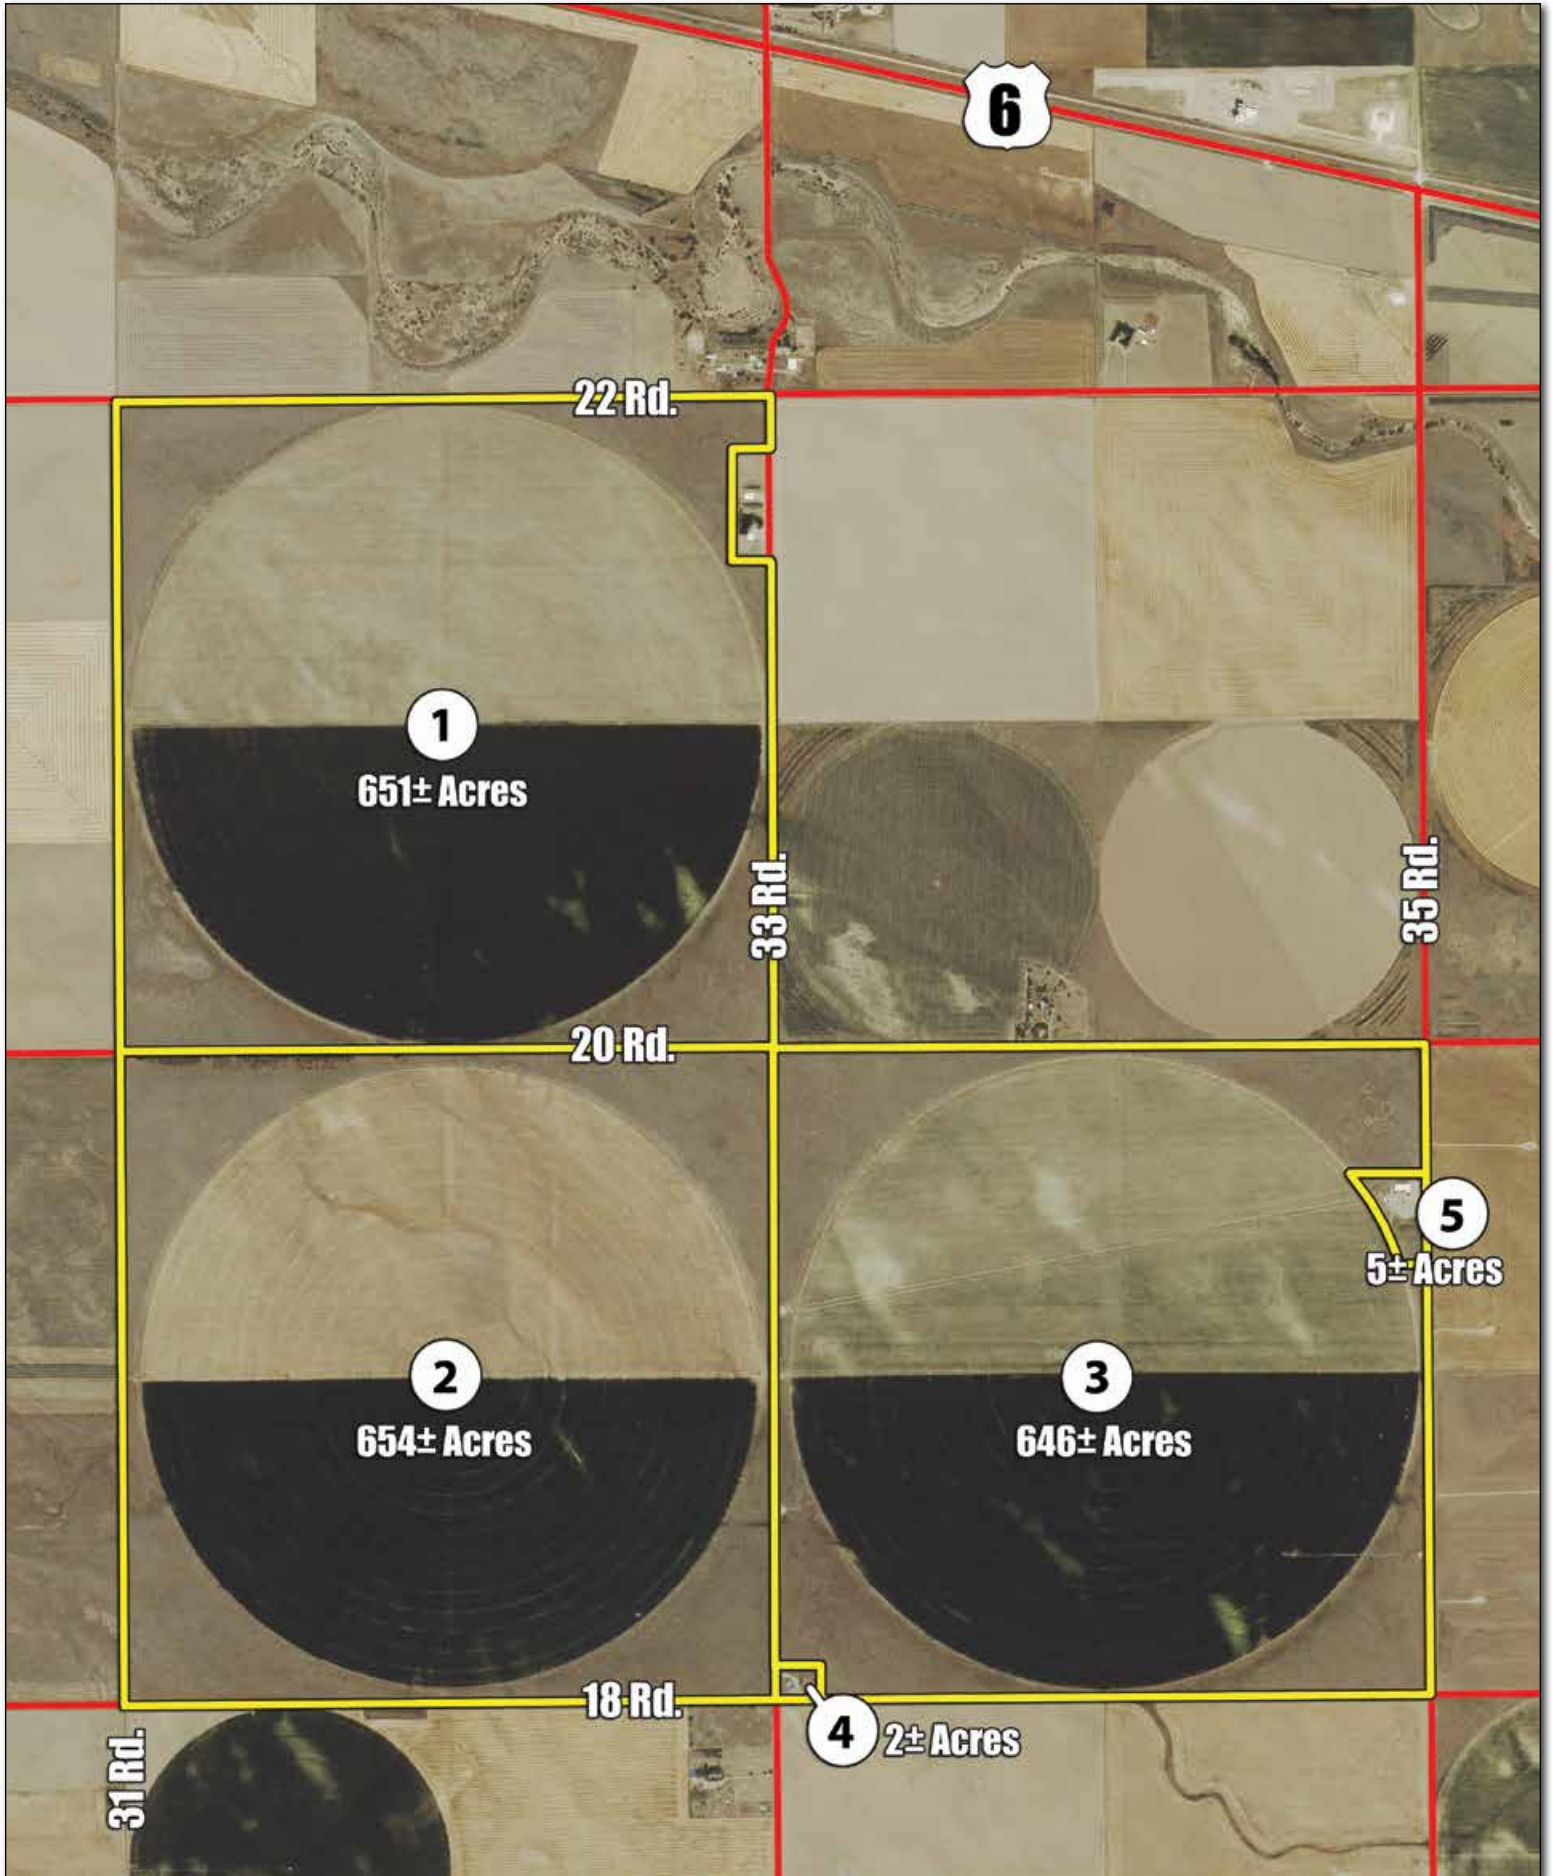 6
22 Rd.
1
651± Acres
33 Rd.
35 Rd.
20 Rd.
5
5± Acres
2
654± Acres
3
646± Acres
18 Rd.
4
2± Acres
31 Rd.